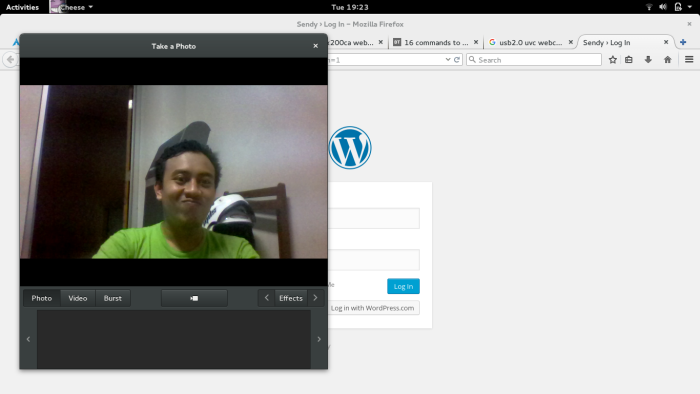 Activities Cheese Tue 19:23
Sendy › Log In – Mozilla Firefox
Take a Photo
x200ca web...
16 commands to ...
usb2.0 uvc webc...
Sendy › Log In
=1
Search
Log In
Log in with WordPress.com
Photo Video Burst Effects